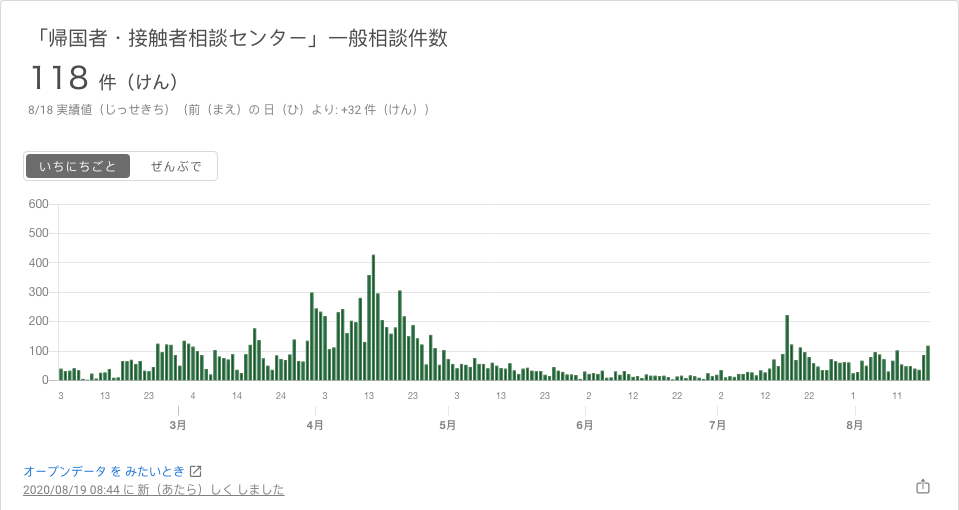 「帰国者・接触者相談センター」一般相談件数
118 件（けん）
8/18 実績値（じっせきち）（前（まえ）の 日（ひ）より: +32 件（けん））
いちにちごと ぜんぶで
600
500
400
300
200
100
0
3 13 23 4 14 24 3 13 23 3 13 23 2 12 22 2 12 22 1 11
3月 4月 5月 6月 7月 8月
オープンデータ を みたいとき
2020/08/19 08:44 に 新（あたら）しく しました